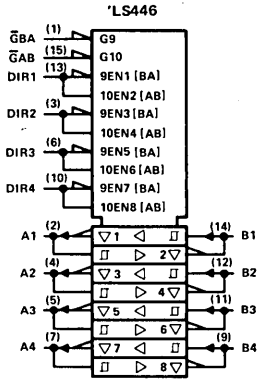 'LS446
G̅BA (1) G9
G̅AB (15) G10
DIR1 (13) 9EN1 [BA]
10EN2 [AB]
DIR2 (3) 9EN3 [BA]
10EN4 [AB]
DIR3 (6) 9EN5 [BA]
10EN6 [AB]
DIR4 (10) 9EN7 [BA]
10EN8 [AB]
A1 (2) 1 (14) B1
2
A2 (4) 3 (12) B2
4
A3 (5) 5 (11) B3
6
A4 (7) 7 (9) B4
8